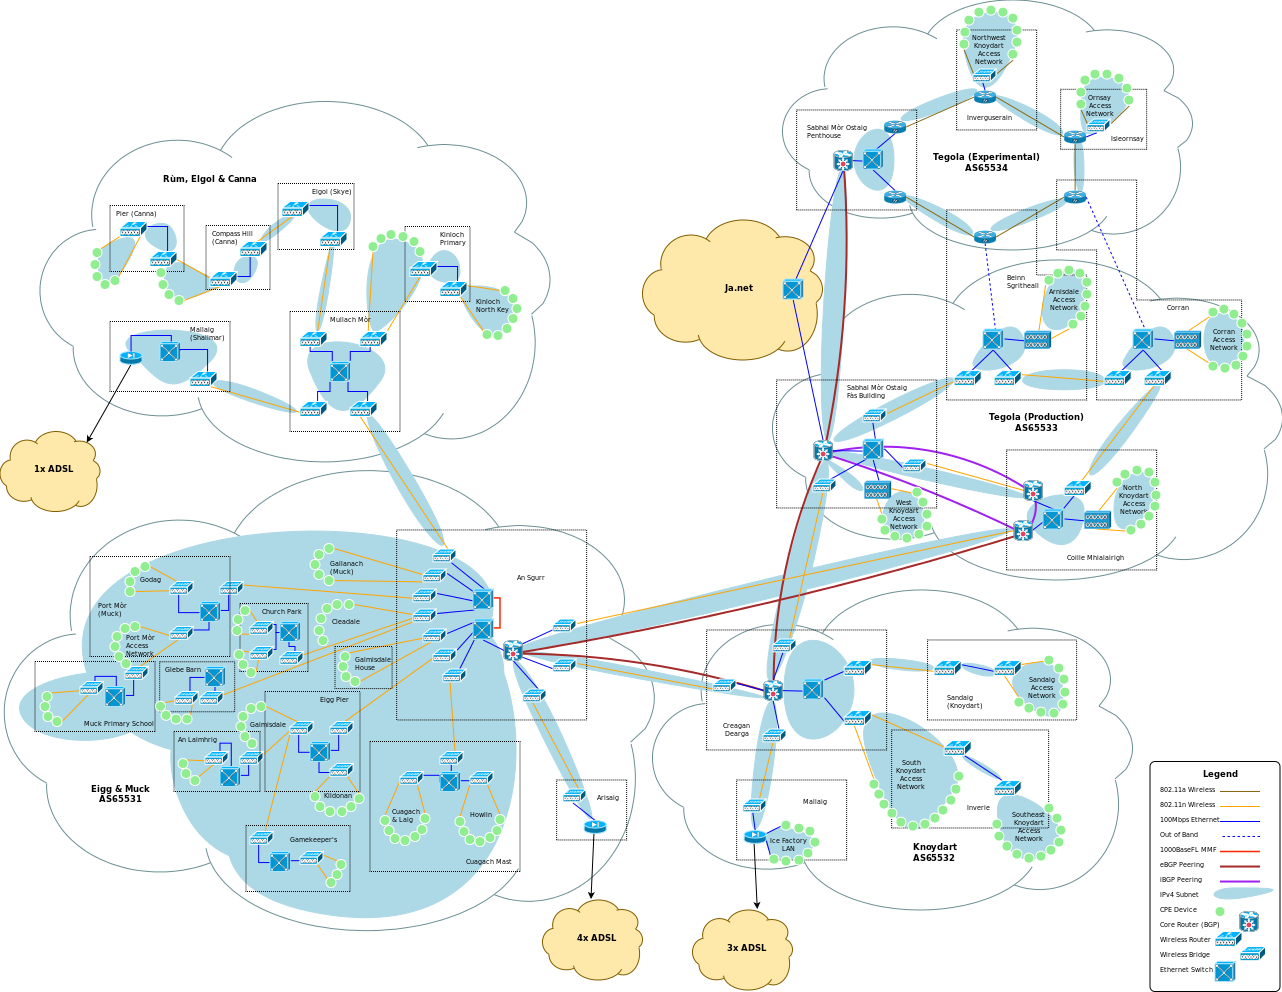 Rùm, Elgol & Canna
Pier (Canna)
Compass Hill
(Canna)
Elgol (Skye)
Kinloch
Primary
Kinloch
North Key
Mallaig
(Shalimar)
Mullach Mòr
1x ADSL
Northwest
Knoydart
Access
Network
Inverguserain
Ornsay
Access
Network
Isleornsay
Sabhal Mòr Ostaig
Penthouse
Tegola (Experimental)
AS65534
Ja.net
Beinn
Sgritheall
Arnisdale
Access
Network
Corran
Corran
Access
Network
Sabhal Mòr Ostaig
Fàs Building
Tegola (Production)
AS65533
West
Knoydart
Access
Network
North
Knoydart
Access
Network
Coille Mhialairigh
An Sgurr
Gallanach
(Muck)
Godag
Port Mòr
(Muck)
Port Mòr
Access
Network
Church Park
Cleadale
Galmisdale
House
Glebe Barn
Muck Primary School
Eigg Pier
Galmisdale
An Laimhrig
Kildonan
Eigg & Muck
AS65531
Cuagach
& Laig
Howlin
Cuagach Mast
Gamekeeper's
Arisaig
4x ADSL
Creagan
Dearga
Sandaig
(Knoydart)
Sandaig
Access
Network
South
Knoydart
Access
Network
Inverie
Southeast
Knoydart
Access
Network
Mallaig
Ice Factory
LAN
Knoydart
AS65532
3x ADSL
Legend
802.11a Wireless
802.11n Wireless
100Mbps Ethernet
Out of Band
1000BaseFL MMF
eBGP Peering
iBGP Peering
IPv4 Subnet
CPE Device
Core Router (BGP)
Wireless Router
Wireless Bridge
Ethernet Switch